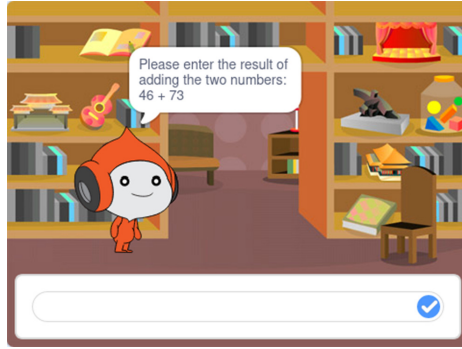 Please enter the result of
adding the two numbers:
46 + 73